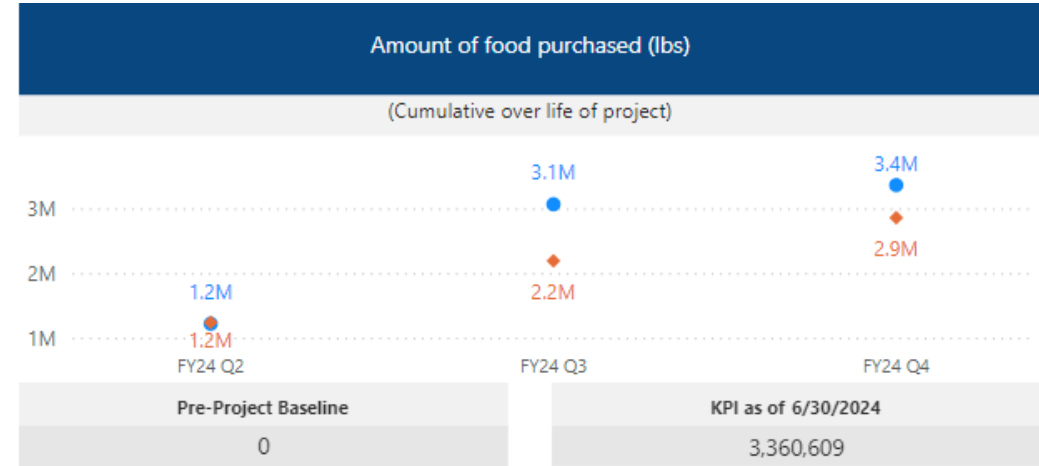 Amount of food purchased (lbs)
(Cumulative over life of project)
3.4M
3.1M
3M
2.9M
2M
1.2M
2.2M
1M
1.2M
FY24 Q2 FY24 Q3 FY24 Q4
Pre-Project Baseline KPI as of 6/30/2024
0 3,360,609